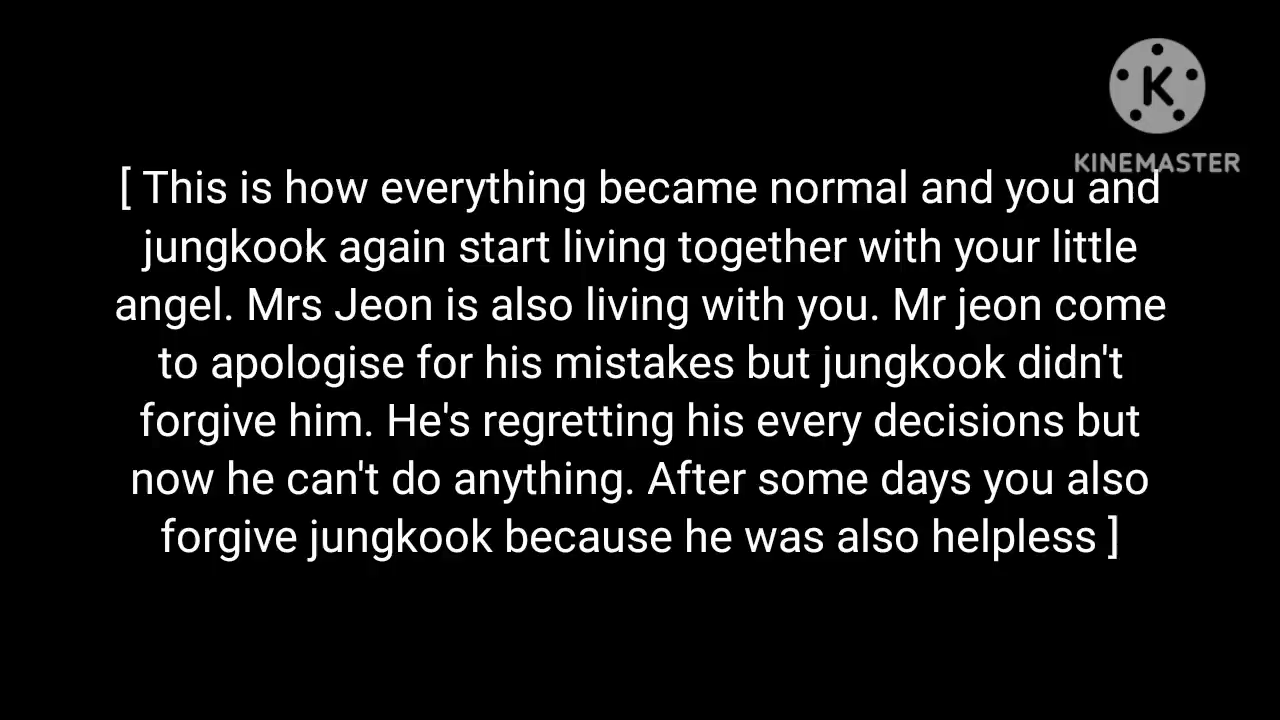 K
KINEMASTER
[ This is how everything became normal and you and
jungkook again start living together with your little
angel. Mrs Jeon is also living with you. Mr jeon come
to apologise for his mistakes but jungkook didn't
forgive him. He's regretting his every decisions but
now he can't do anything. After some days you also
forgive jungkook because he was also helpless ]